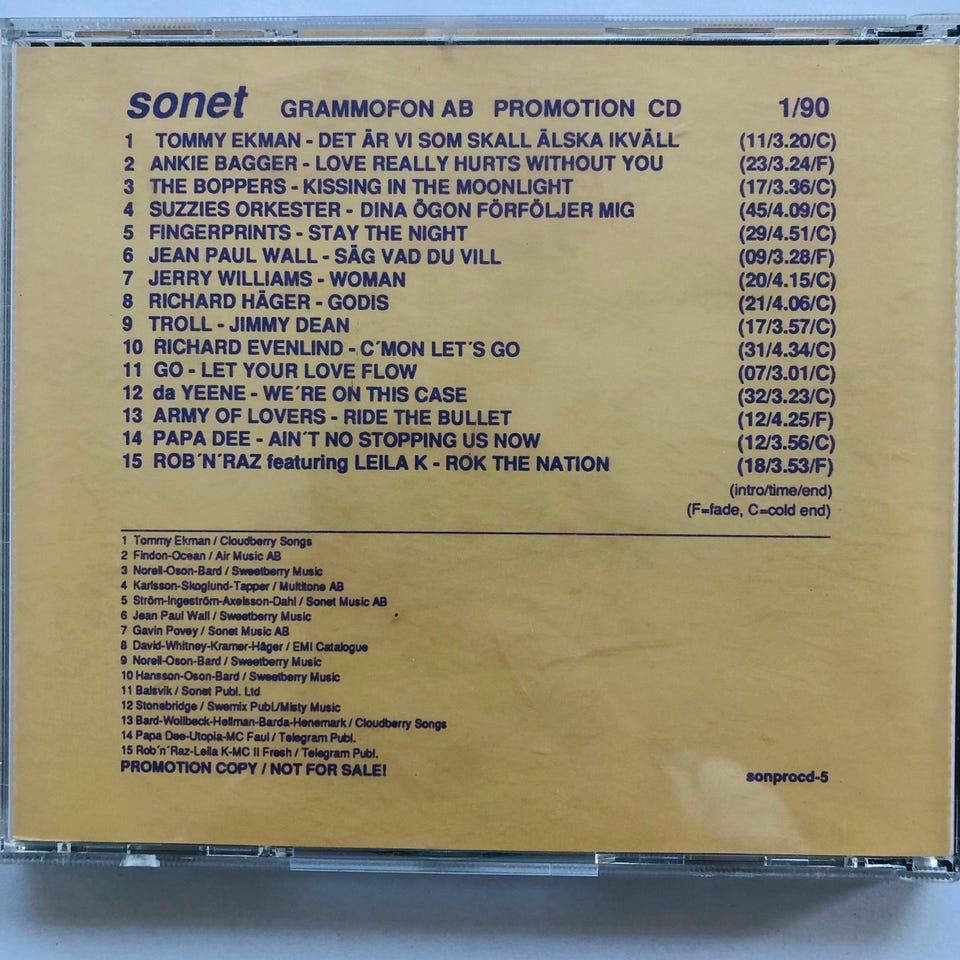 sonet GRAMMOFON AB PROMOTION CD 1/90
1 TOMMY EKMAN - DET ÄR VI SOM SKALL ÄLSKA IKVÄLL (11/3.20/C)
2 ANKIE BAGGER - LOVE REALLY HURTS WITHOUT YOU (23/3.24/F)
3 THE BOPPERS - KISSING IN THE MOONLIGHT (17/3.36/C)
4 SUZZIES ORKESTER - DINA ÖGON FÖRFÖLJER MIG (45/4.09/C)
5 FINGERPRINTS - STAY THE NIGHT (29/4.51/C)
6 JEAN PAUL WALL - SÄG VAD DU VILL (09/3.28/F)
7 JERRY WILLIAMS - WOMAN (20/4.15/C)
8 RICHARD HÄGER - GODIS (21/4.06/C)
9 TROLL - JIMMY DEAN (17/3.57/C)
10 RICHARD EVENLIND - C´MON LET´S GO (31/4.34/C)
11 GO - LET YOUR LOVE FLOW (07/3.01/C)
12 da YEENE - WE´RE ON THIS CASE (32/3.23/C)
13 ARMY OF LOVERS - RIDE THE BULLET (12/4.25/F)
14 PAPA DEE - AIN´T NO STOPPING US NOW (12/3.56/C)
15 ROB´N´RAZ featuring LEILA K - ROK THE NATION (18/3.53/F)
(intro/time/end)
(F=fade, C=cold end)
1 Tommy Ekman / Cloudberry Songs
2 Findon-Ocean / Air Music AB
3 Norell-Oson-Bard / Sweetberry Music
4 Karlsson-Skoglund-Tapper / Multitone AB
5 Ström-Ingeström-Axelsson-Dahl / Sonet Music AB
6 Jean Paul Wall / Sweetberry Music
7 Gavin Povey / Sonet Music AB
8 David-Whitney-Kramer-Häger / EMI Catalogue
9 Norell-Oson-Bard / Sweetberry Music
10 Hansson-Oson-Bard / Sweetberry Music
11 Balsvik / Sonet Publ. Ltd
12 Stonebridge / Swemix Publ./Misty Music
13 Bard-Wollbeck-Hellman-Barda-Henemark / Cloudberry Songs
14 Papa Dee-Utopia-MC Faul / Telegram Publ.
15 Rob´n´Raz-Leila K-MC II Fresh / Telegram Publ.
PROMOTION COPY / NOT FOR SALE! sonprocd-5